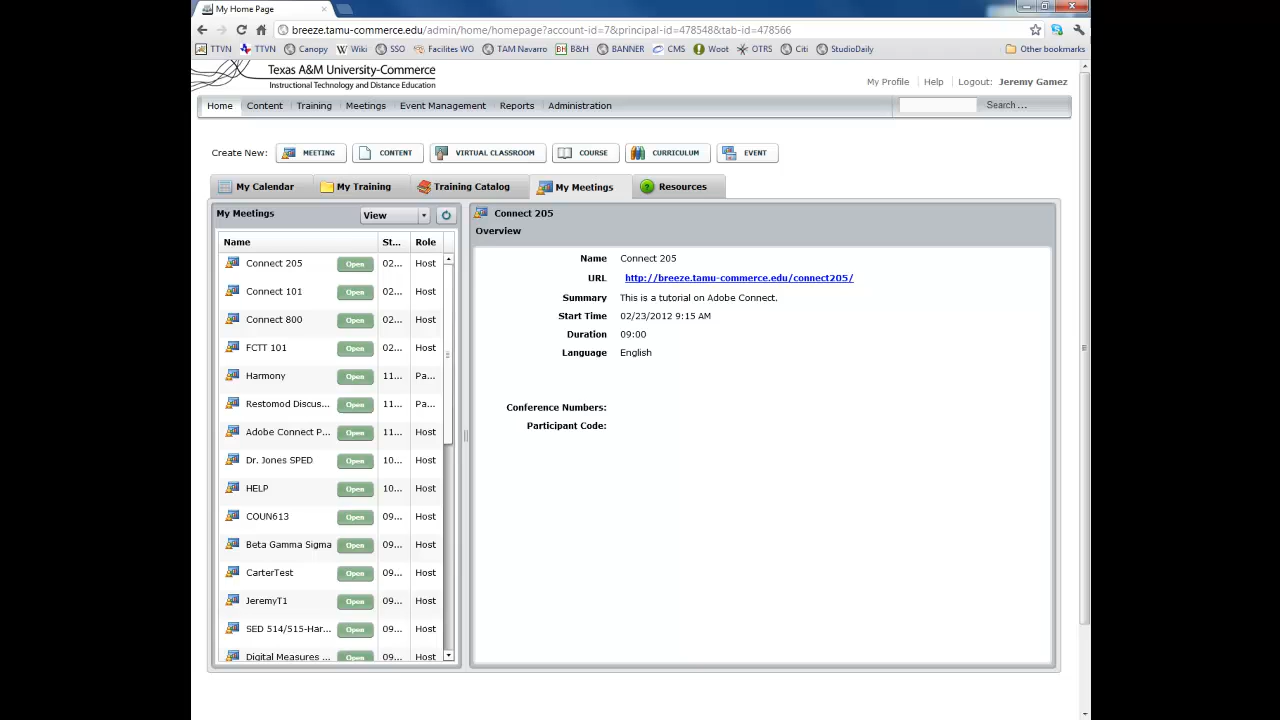 My Home Page
breeze.tamu-commerce.edu/admin/home/homepage?account-id=7&principal-id=478548&tab-id=478566
TTVN TTVN Canopy Wiki SSO Facilites WO TAM Navarro B&H BANNER CMS Woot OTRS Citi StudioDaily Other bookmarks
Texas A&M University-Commerce
Instructional Technology and Distance Education
My Profile Help Logout: Jeremy Gamez
Home Content Training Meetings Event Management Reports Administration Search ...
Create New: MEETING CONTENT VIRTUAL CLASSROOM COURSE CURRICULUM EVENT
My Calendar My Training Training Catalog My Meetings Resources
My Meetings View
Name St... Role
Connect 205 Open 02... Host
Connect 101 Open 02... Host
Connect 800 Open 02... Host
FCTT 101 Open 02... Host
Harmony Open 11... Pa...
Restomod Discus... Open 11... Pa...
Adobe Connect P... Open 11... Host
Dr. Jones SPED Open 10... Host
HELP Open 10... Host
COUN613 Open 09... Host
Beta Gamma Sigma Open 09... Host
CarterTest Open 09... Host
JeremyT1 Open 09... Host
SED 514/515-Har... Open 09... Host
Digital Measures ... Open 09... Host
Connect 205
Overview
Name Connect 205
URL http://breeze.tamu-commerce.edu/connect205/
Summary This is a tutorial on Adobe Connect.
Start Time 02/23/2012 9:15 AM
Duration 09:00
Language English
Conference Numbers:
Participant Code: